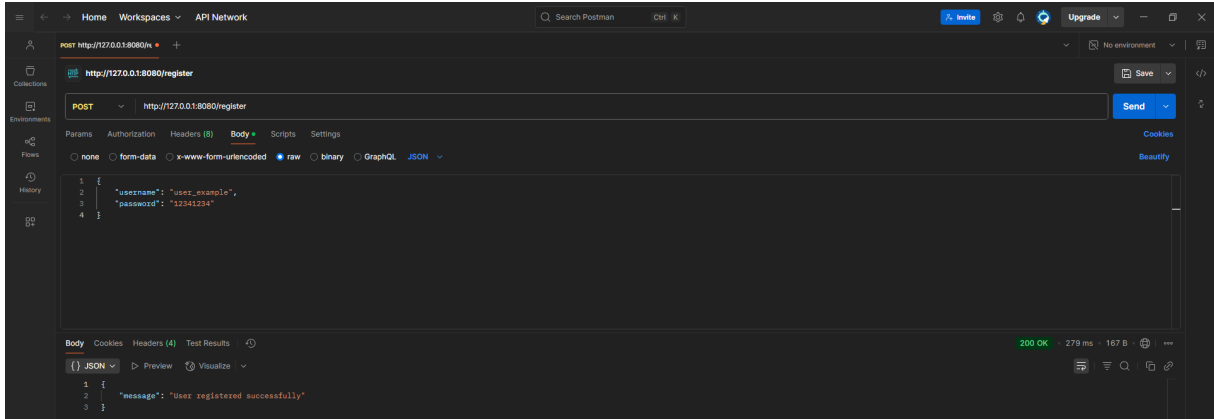 Home Workspaces API Network Search Postman Ctrl K Invite Upgrade
POST http://127.0.0.1:8080/re No environment
http://127.0.0.1:8080/register Save
Collections
POST http://127.0.0.1:8080/register Send
Environments
Params Authorization Headers (8) Body Scripts Settings Cookies
Flows
none form-data x-www-form-urlencoded raw binary GraphQL JSON Beautify
History
1 {
2 "username": "user_example",
3 "password": "12341234"
4 }
Body Cookies Headers (4) Test Results 200 OK 279 ms 167 B
{} JSON Preview Visualize
1 {
2 "message": "User registered successfully"
3 }